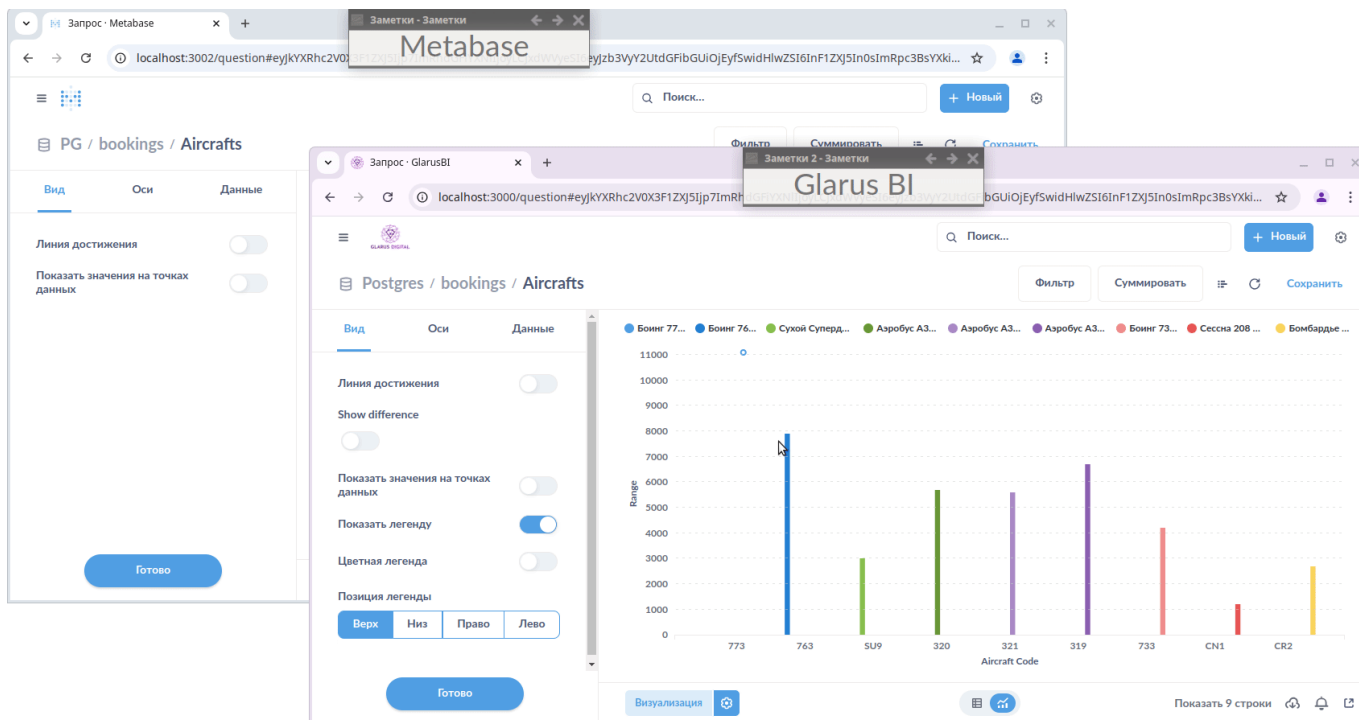 Запрос · Metabase
Заметки - Заметки
Metabase
localhost:3002/question#eyJkYXRhc2V0X3F1ZXJ5Ijp7
eyJzb3VyY2UtdGFibGUiOjEyfSwidHlwZSI6InF1ZXJ5In0sImRpc3BsYXki...
Поиск...
+ Новый
PG / bookings / Aircrafts
Фильтр
Суммировать
Сохранить
Вид
Оси
Данные
Линия достижения
Показать значения на точках
данных
Готово
Запрос · GlarusBI
Заметки 2 - Заметки
Glarus BI
localhost:3000/question#eyJkYXRhc2V0X3F1ZXJ5Ijp7ImRh
bGUiOjEyfSwidHlwZSI6InF1ZXJ5In0sImRpc3BsYXki...
GLARUS DIGITAL
Поиск...
+ Новый
Postgres / bookings / Aircrafts
Фильтр
Суммировать
Сохранить
Вид
Оси
Данные
Линия достижения
Show difference
Показать значения на точках
данных
Показать легенду
Цветная легенда
Позиция легенды
Верх
Низ
Право
Лево
Готово
Боинг 77...
Боинг 76...
Сухой Суперд...
Аэробус А3...
Аэробус А3...
Аэробус А3...
Боинг 73...
Сессна 208 ...
Бомбардье ...
11000
10000
9000
8000
7000
6000
5000
4000
3000
2000
1000
0
Range
773
763
SU9
320
321
319
733
CN1
CR2
Aircraft Code
Визуализация
Показать 9 строки